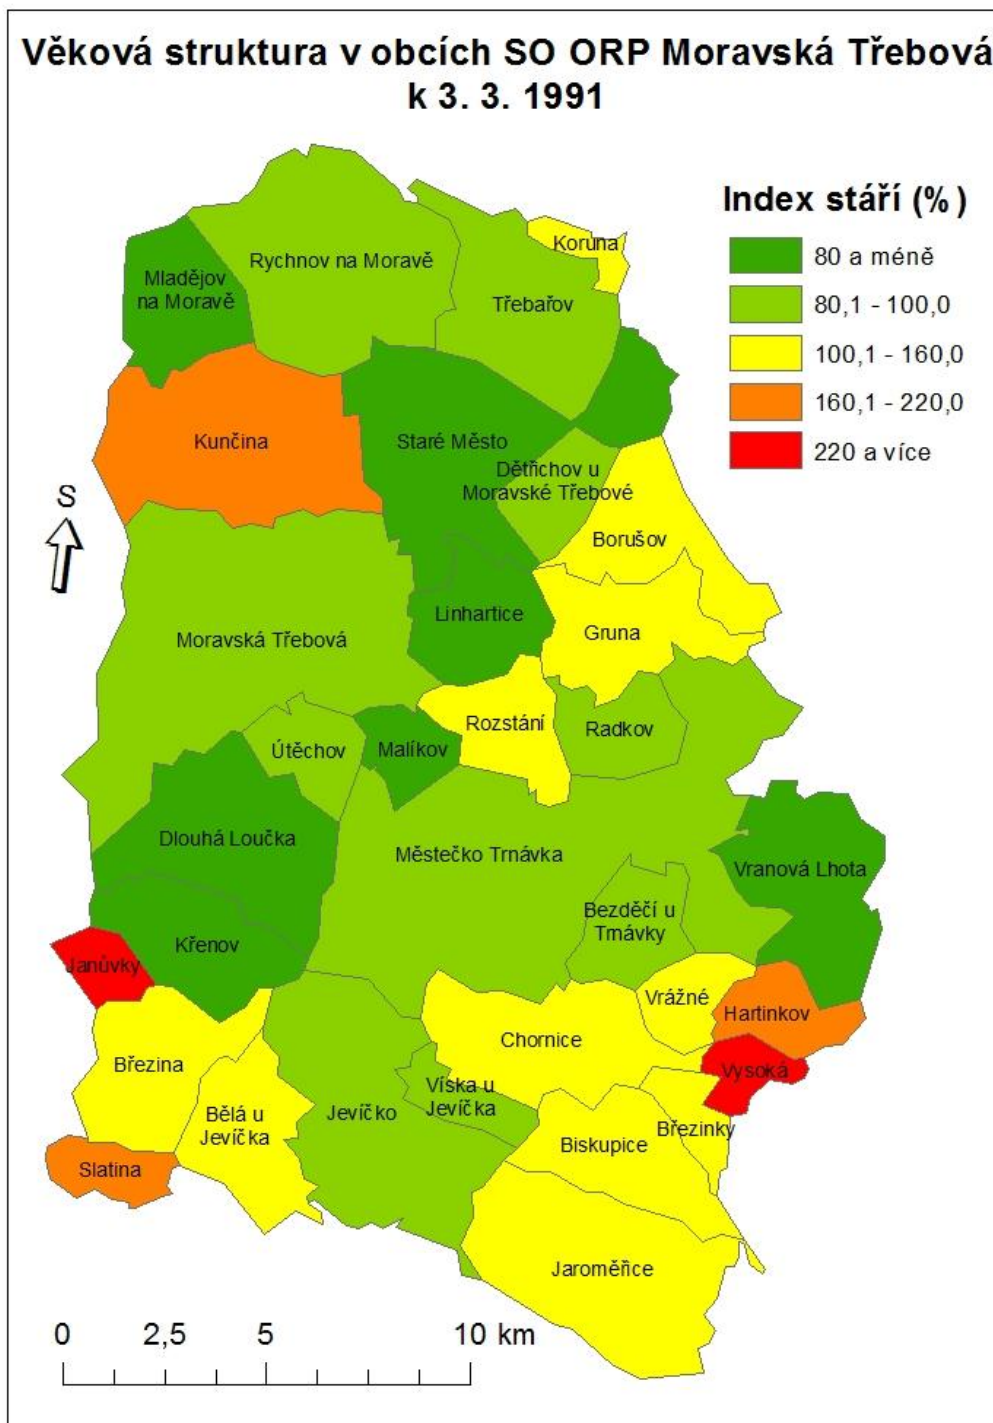 Věková struktura v obcích SO ORP Moravská Třebová
k 3. 3. 1991
Index stáří (%)
80 a méně
80,1 - 100,0
100,1 - 160,0
160,1 - 220,0
220 a více
Koruna
Rychnov na Moravě
Mladějov
na Moravě
Třebařov
Kunčina
Staré Město
Dětřichov u
Moravské Třebové
S
Borušov
Linhartice
Gruna
Moravská Třebová
Rozstání
Radkov
Útěchov
Malíkov
Dlouhá Loučka
Městečko Trnávka
Vranová Lhota
Bezděčí u
Trnávky
Křenov
Janůvky
Vrážné
Hartinkov
Chornice
Březina
Vysoká
Víska u
Jevíčka
Jevíčko
Bělá u
Jevíčka
Březinky
Biskupice
Slatina
Jaroměřice
0 2,5 5 10 km